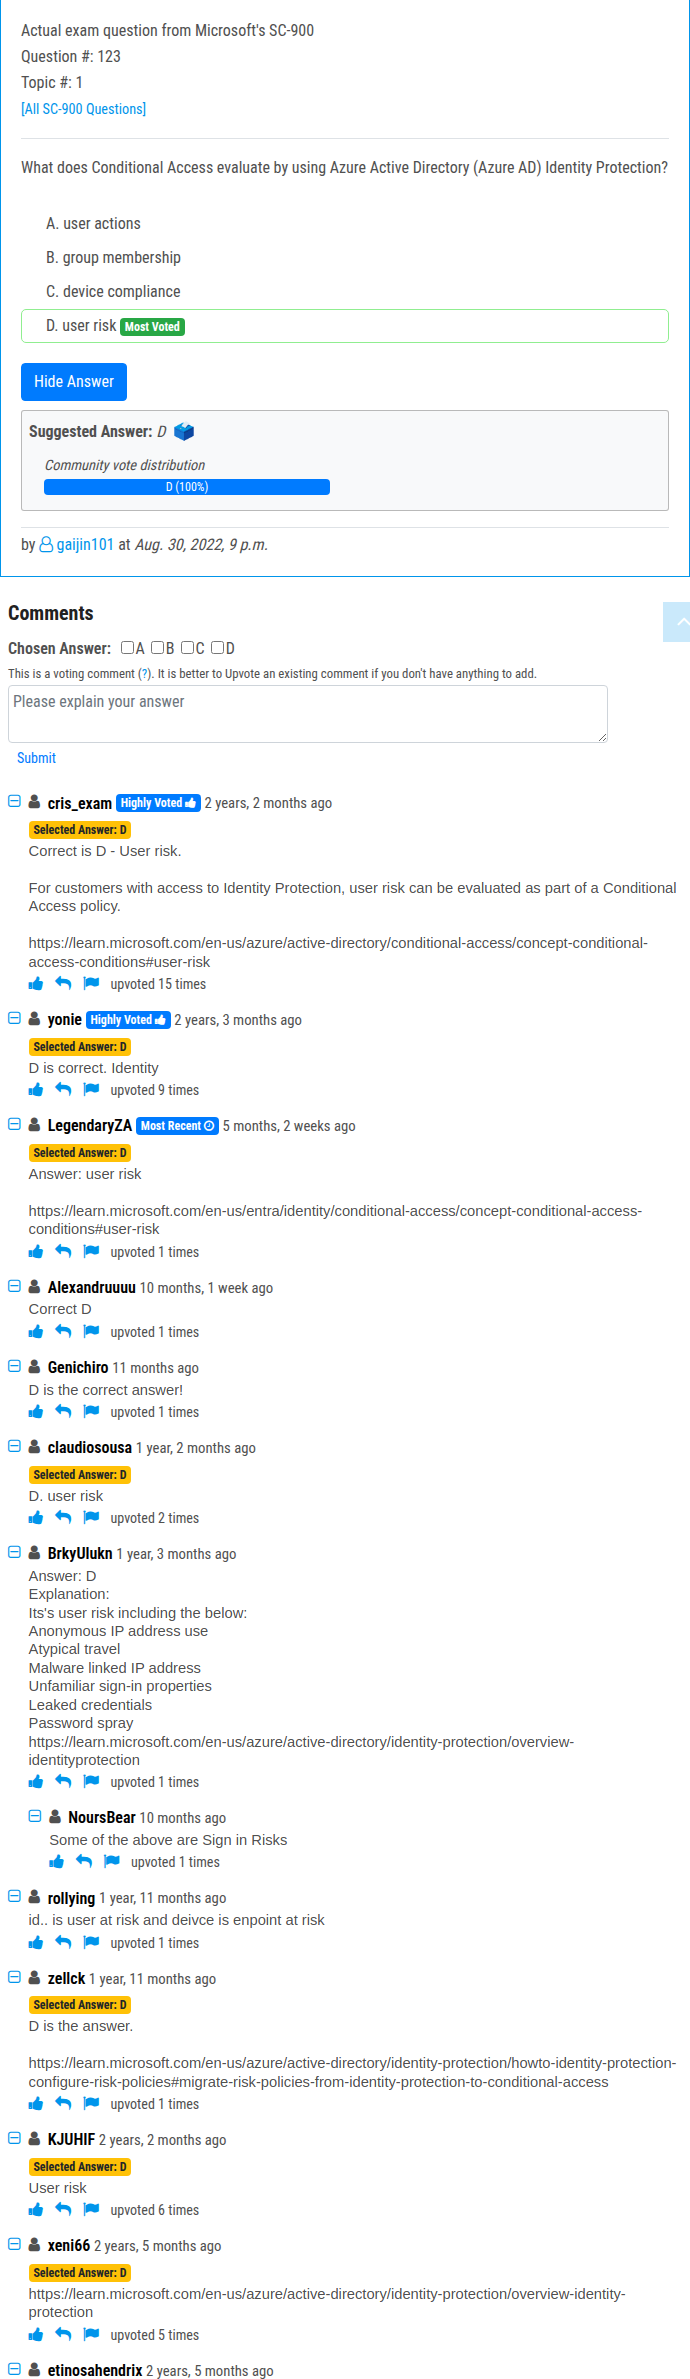 Actual exam question from Microsoft's SC-900
Question #: 123
Topic #: 1
[All SC-900 Questions]
What does Conditional Access evaluate by using Azure Active Directory (Azure AD) Identity Protection?
A. user actions
B. group membership
C. device compliance
D. user risk Most Voted
Hide Answer
Suggested Answer: D
Community vote distribution
D (100%)
by gaijin101 at Aug. 30, 2022, 9 p.m.
Comments
Chosen Answer: A B C D
This is a voting comment (?). It is better to Upvote an existing comment if you don't have anything to add.
Please explain your answer
Submit
cris_exam Highly Voted 2 years, 2 months ago
Selected Answer: D
Correct is D - User risk.
For customers with access to Identity Protection, user risk can be evaluated as part of a Conditional
Access policy.
https://learn.microsoft.com/en-us/azure/active-directory/conditional-access/concept-conditional-
access-conditions#user-risk
upvoted 15 times
yonie Highly Voted 2 years, 3 months ago
Selected Answer: D
D is correct. Identity
upvoted 9 times
LegendaryZA Most Recent 5 months, 2 weeks ago
Selected Answer: D
Answer: user risk
https://learn.microsoft.com/en-us/entra/identity/conditional-access/concept-conditional-access-
conditions#user-risk
upvoted 1 times
Alexandruuuu 10 months, 1 week ago
Correct D
upvoted 1 times
Genichiro 11 months ago
D is the correct answer!
upvoted 1 times
claudiosousa 1 year, 2 months ago
Selected Answer: D
D. user risk
upvoted 2 times
BrkyUlukn 1 year, 3 months ago
Answer: D
Explanation:
Its's user risk including the below:
Anonymous IP address use
Atypical travel
Malware linked IP address
Unfamiliar sign-in properties
Leaked credentials
Password spray
https://learn.microsoft.com/en-us/azure/active-directory/identity-protection/overview-
identityprotection
upvoted 1 times
NoursBear 10 months ago
Some of the above are Sign in Risks
upvoted 1 times
rollying 1 year, 11 months ago
id.. is user at risk and deivce is enpoint at risk
upvoted 1 times
zellck 1 year, 11 months ago
Selected Answer: D
D is the answer.
https://learn.microsoft.com/en-us/azure/active-directory/identity-protection/howto-identity-protection-
configure-risk-policies#migrate-risk-policies-from-identity-protection-to-conditional-access
upvoted 1 times
KJUHIF 2 years, 2 months ago
Selected Answer: D
User risk
upvoted 6 times
xeni66 2 years, 5 months ago
Selected Answer: D
https://learn.microsoft.com/en-us/azure/active-directory/identity-protection/overview-identity-
protection
upvoted 5 times
etinosahendrix 2 years, 5 months ago